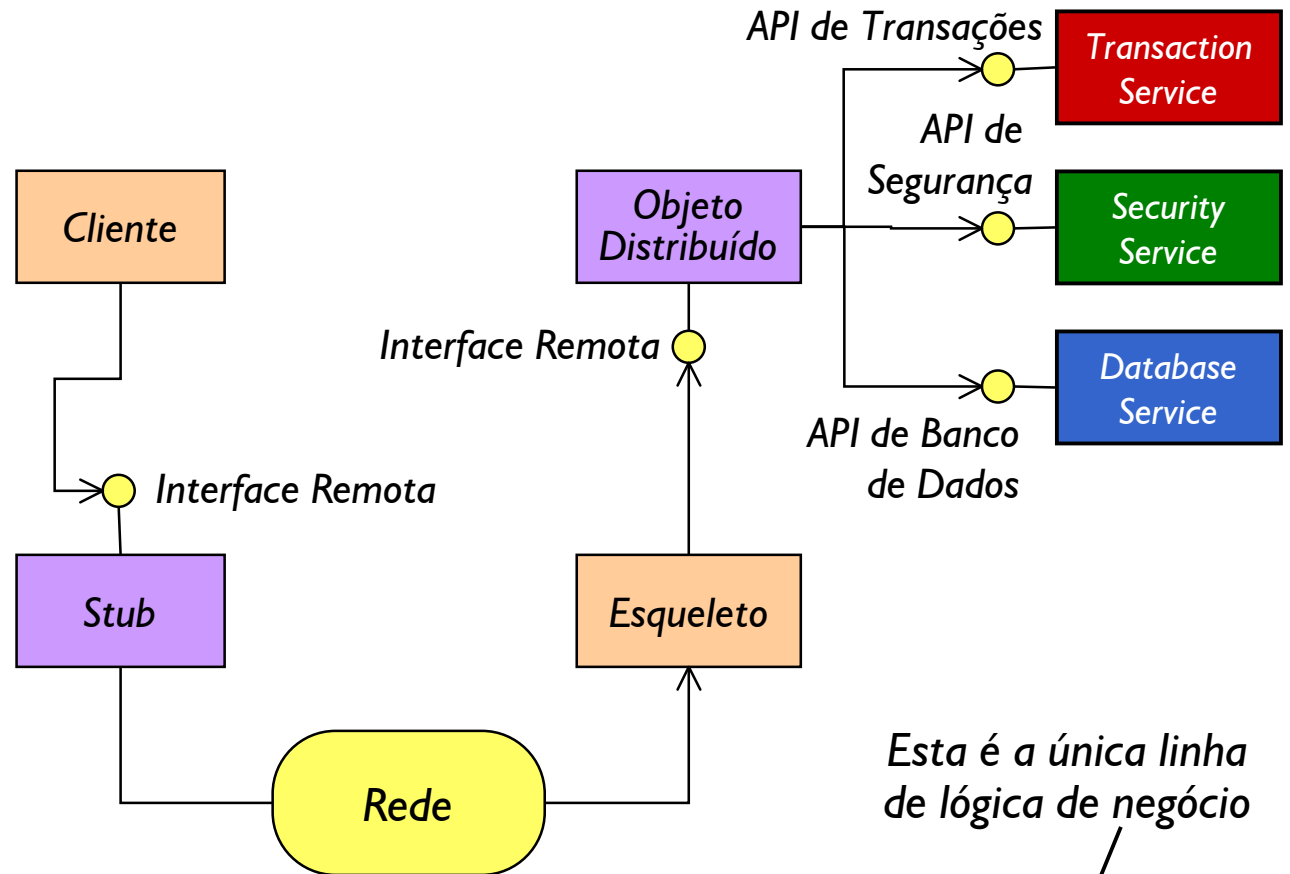 API de Transações
Transaction
Service
API de
Segurança
Cliente
Objeto
Distribuído
Security
Service
Interface Remota
Database
Service
API de Banco
de Dados
Interface Remota
Stub
Esqueleto
Rede
Esta é a única linha
de lógica de negócio